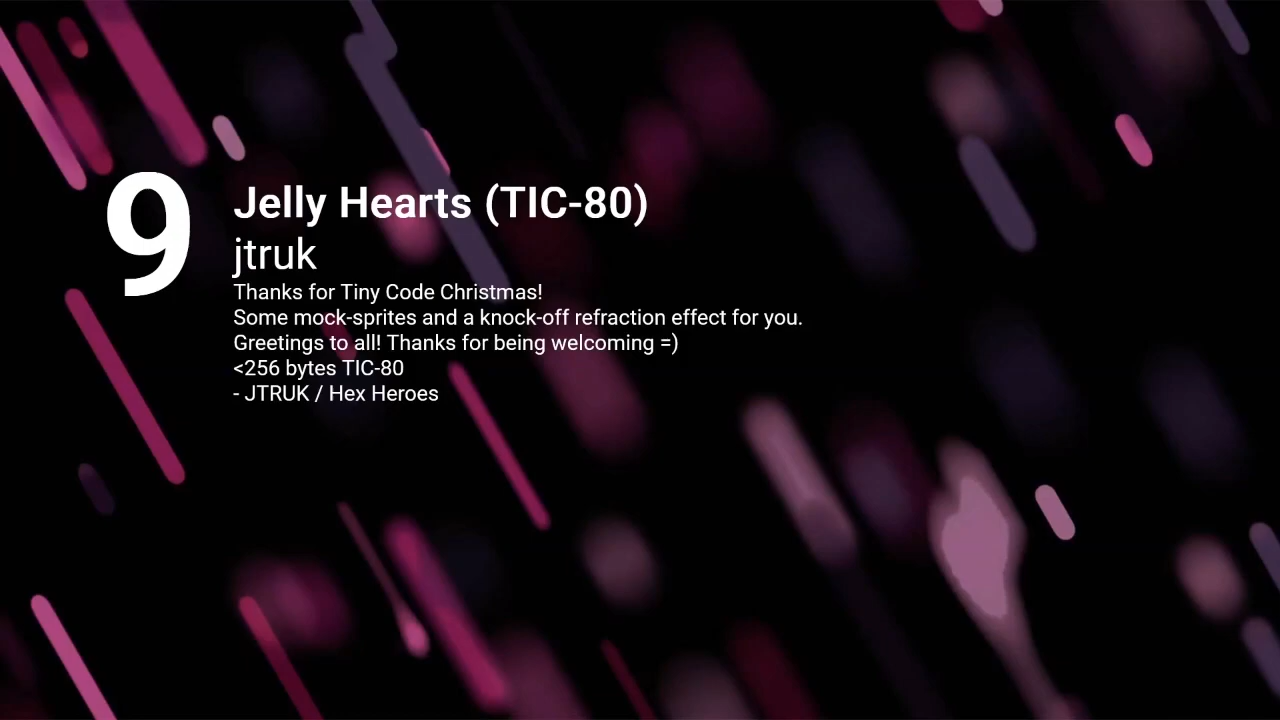 9
Jelly Hearts (TIC-80)
jtruk
Thanks for Tiny Code Christmas!
Some mock-sprites and a knock-off refraction effect for you.
Greetings to all! Thanks for being welcoming =)
<256 bytes TIC-80
- JTRUK / Hex Heroes